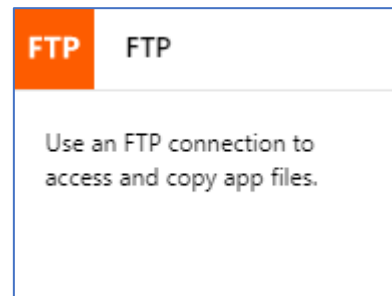 FTP FTP
Use an FTP connection to
access and copy app files.